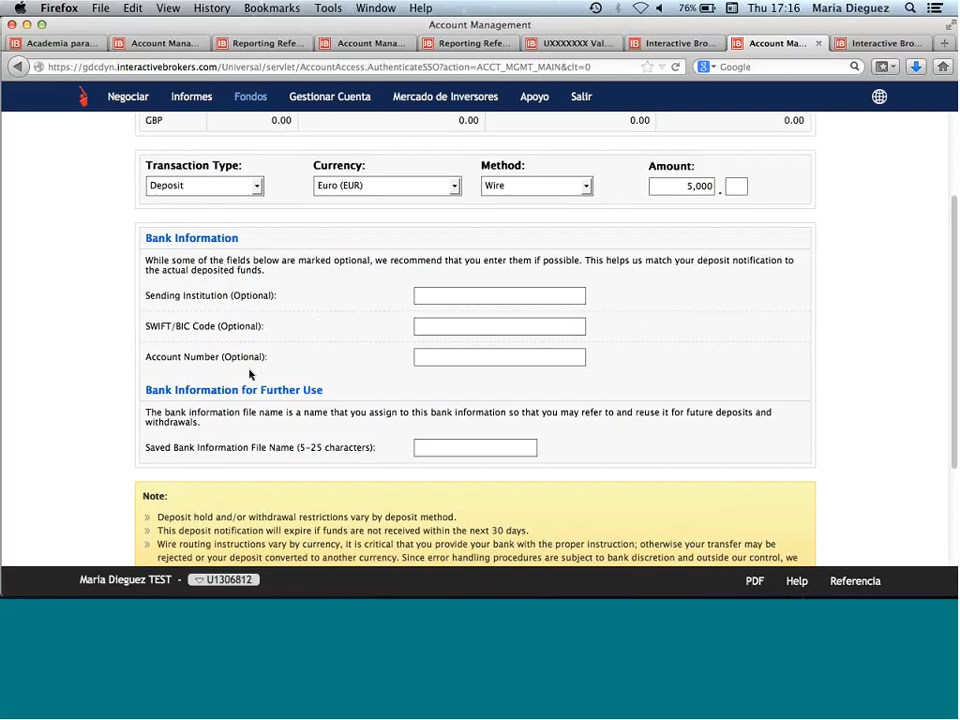 Firefox File Edit View History Bookmarks Tools Window Help 76% Thu 17:16 Maria Dieguez
Account Management
IB Academia para... IB Account Mana... IB Reporting Refe... IB Account Mana... IB Reporting Refe... IB UXXXXXXX Val... IB Interactive Bro... IB Account Ma... × IB Interactive Bro... +
https://gdcdyn.interactivebrokers.com/Universal/servlet/AccountAccess.AuthenticateSSO?action=ACCT_MGMT_MAIN&clt=0 Google
Negociar Informes Fondos Gestionar Cuenta Mercado de Inversores Apoyo Salir
GBP 0.00 0.00 0.00 0.00
Transaction Type: Currency: Method: Amount:
Deposit Euro (EUR) Wire 5,000 .
Bank Information
While some of the fields below are marked optional, we recommend that you enter them if possible. This helps us match your deposit notification to
the actual deposited funds.
Sending Institution (Optional):
SWIFT/BIC Code (Optional):
Account Number (Optional):
Bank Information for Further Use
The bank information file name is a name that you assign to this bank information so that you may refer to and reuse it for future deposits and
withdrawals.
Saved Bank Information File Name (5-25 characters):
Note:
» Deposit hold and/or withdrawal restrictions vary by deposit method.
» This deposit notification will expire if funds are not received within the next 30 days.
» Wire routing instructions vary by currency, it is critical that you provide your bank with the proper instruction; otherwise your transfer may be
rejected or your deposit converted to another currency. Since error handling procedures are subject to bank discretion and outside our control, we
Maria Dieguez TEST - U1306812 PDF Help Referencia